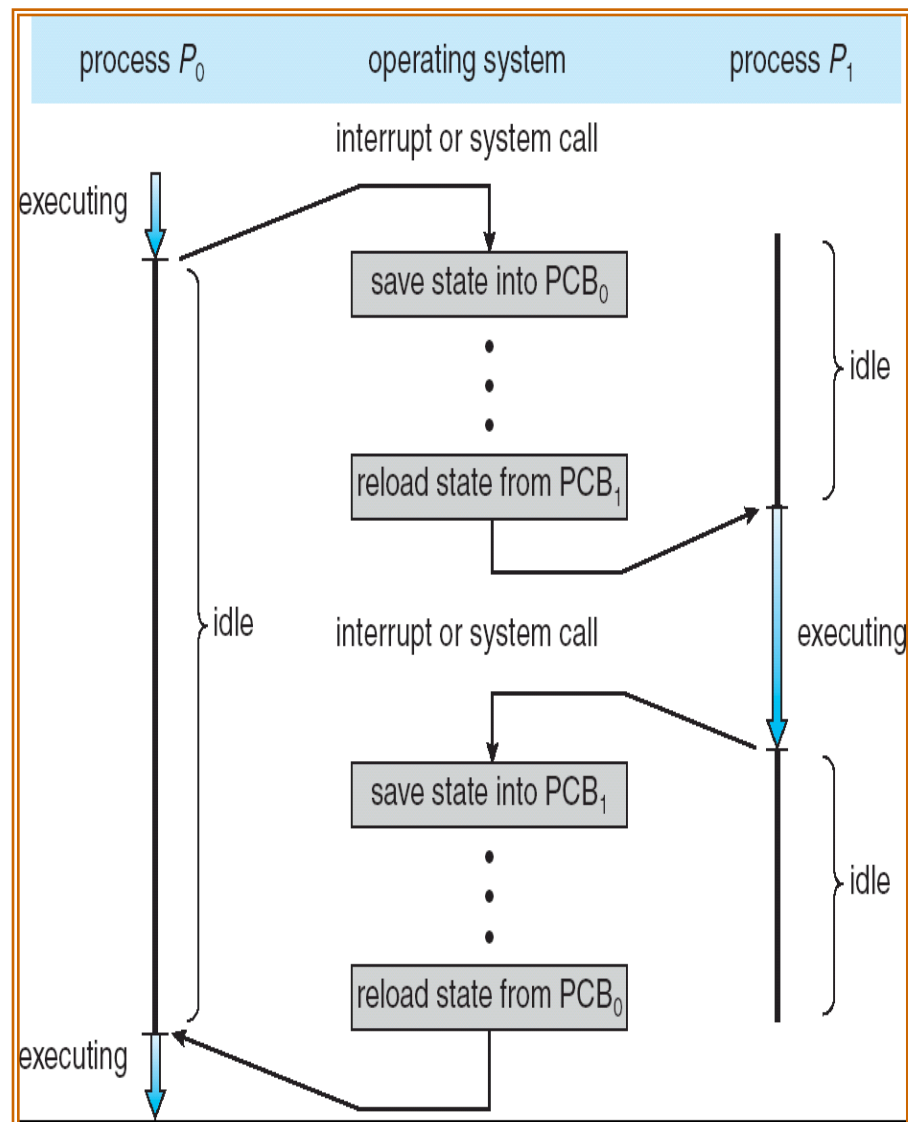 process P₀ operating system process P₁
interrupt or system call
executing
save state into PCB₀
idle
reload state from PCB₁
idle
interrupt or system call
executing
save state into PCB₁
idle
reload state from PCB₀
executing